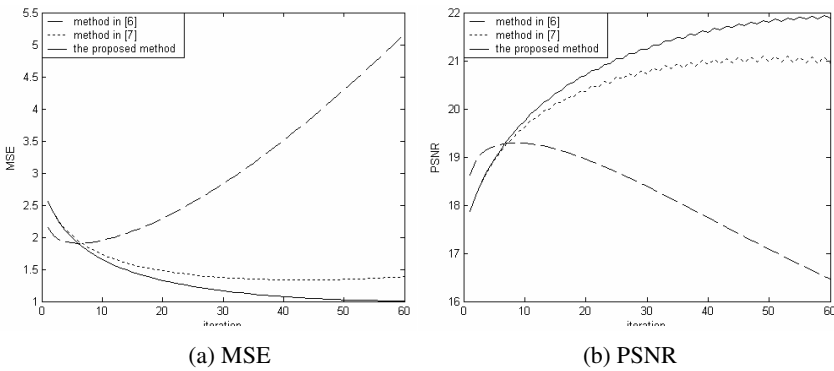 method in [6]
method in [7]
the proposed method
5.5
5
4.5
4
3.5
3
2.5
2
1.5
1
MSE
0
10
20
30
40
50
60
iteration
(a) MSE
method in [6]
method in [7]
the proposed method
22
21
20
19
18
17
16
PSNR
0
10
20
30
40
50
60
iteration
(b) PSNR